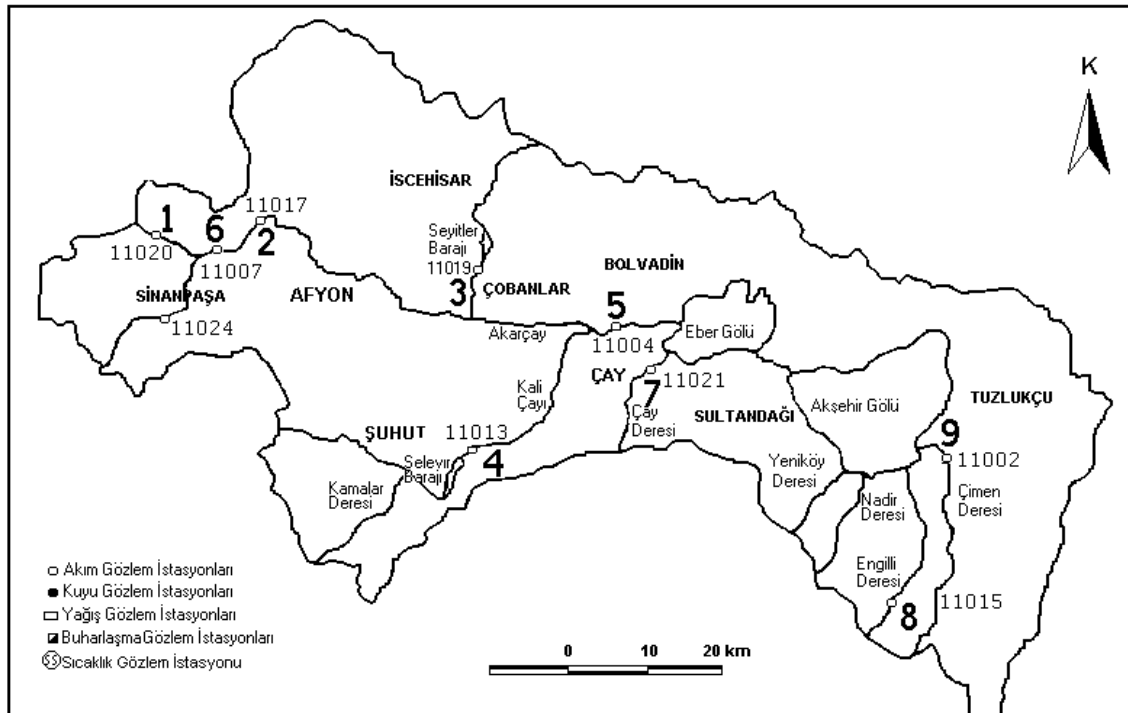 K
İSCEHİSAR
11017
1
6
2
11020
11007
Seyitler
Barajı
11019
BOLVADİN
3
ÇOBANLAR
SİNANPAŞA
AFYON
11024
5
Akarçay
11004
Eber Gölü
ÇAY
11021
7
Kali
Çayı
Çay
Deresi
SULTANDAĞI
Akşehir Gölü
TUZLUKÇU
ŞUHUT
11013
4
9
11002
Seleyir
Barajı
Yeniköy
Deresi
Kamalar
Deresi
Nadir
Deresi
Çimen
Deresi
Engilli
Deresi
11015
8
Akım Gözlem İstasyonları
Kuyu Gözlem İstasyonları
Yağış Gözlem İstasyonları
Buharlaşma Gözlem İstasyonları
SS Sıcaklık Gözlem İstasyonu
0 10 20 km